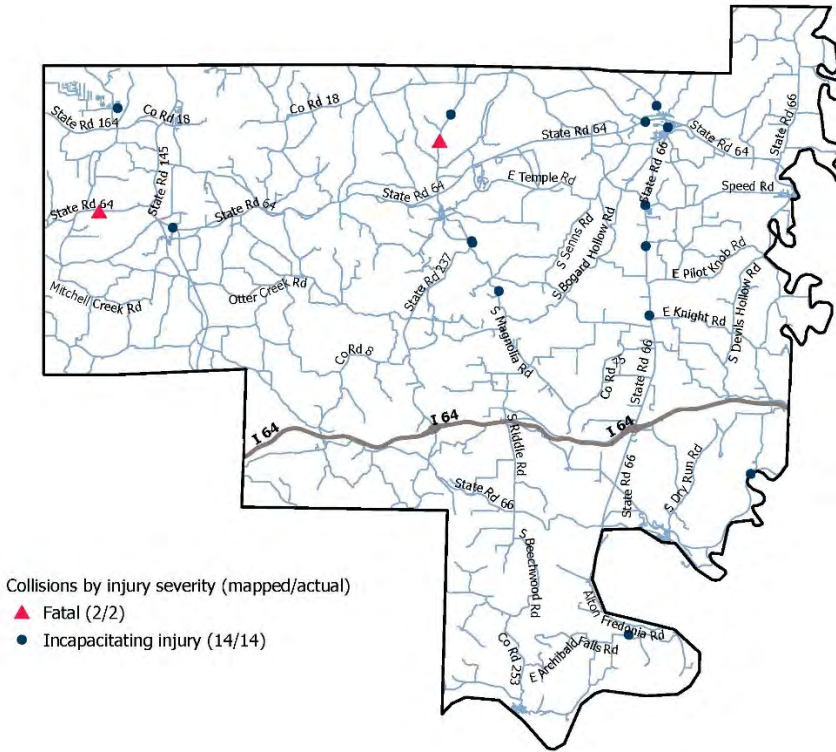 State Rd 66
State Rd 164
Co Rd 18
Co Rd 18
State Rd 64
State Rd 64
State Rd 66
State Rd 145
E Temple Rd
Speed Rd
State Rd 64
State Rd 64
State Rd 64
S Senns Rd
S Bogard Hollow Rd
E Pilot Knob Rd
State Rd 237
Mitchell Creek Rd
Otter Creek Rd
S Devils Hollow Rd
S Magnolia Rd
E Knight Rd
Co Rd 8
Co Rd 25
State Rd 66
I 64
I 64
I 64
S Riddle Rd
State Rd 66
State Rd 66
S Dry Run Rd
S Beechwood Rd
Collisions by injury severity (mapped/actual)
Fatal (2/2)
Incapacitating injury (14/14)
Alton Fredonia Rd
E Archibald Falls Rd
Co Rd 253